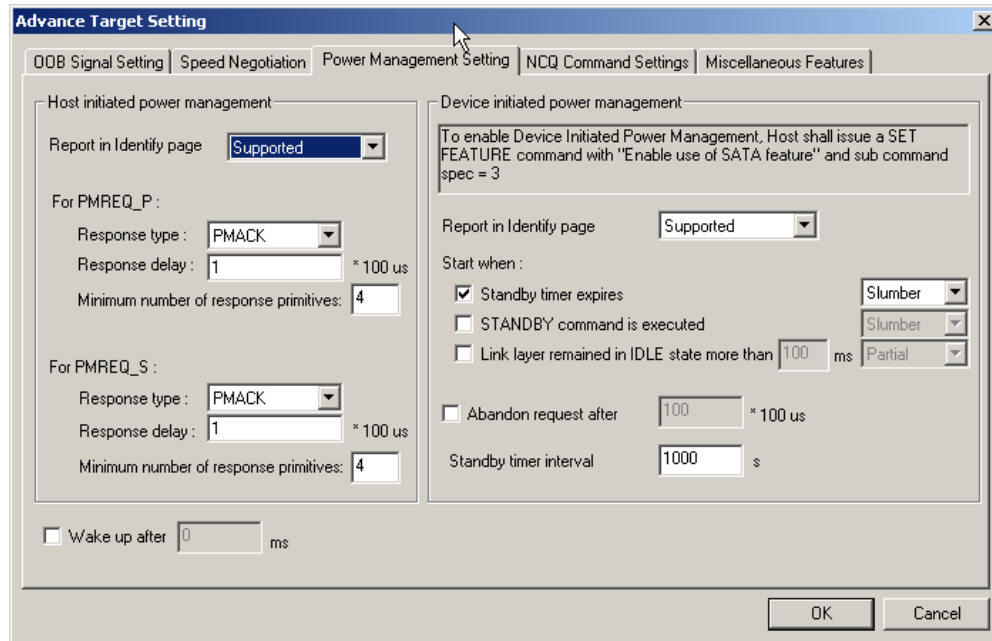 Advance Target Setting
OOB Signal Setting
Speed Negotiation
Power Management Setting
NCQ Command Settings
Miscellaneous Features
Host initiated power management
Report in Identify page Supported
For PMREQ_P :
Response type : PMACK
Response delay : 1 * 100 us
Minimum number of response primitives: 4
For PMREQ_S :
Response type : PMACK
Response delay : 1 * 100 us
Minimum number of response primitives: 4
Wake up after 0 ms
Device initiated power management
To enable Device Initiated Power Management, Host shall issue a SET
FEATURE command with "Enable use of SATA feature" and sub command
spec = 3
Report in Identify page Supported
Start when :
Standby timer expires Slumber
STANDBY command is executed Slumber
Link layer remained in IDLE state more than 100 ms Partial
Abandon request after 100 * 100 us
Standby timer interval 1000 s
OK
Cancel